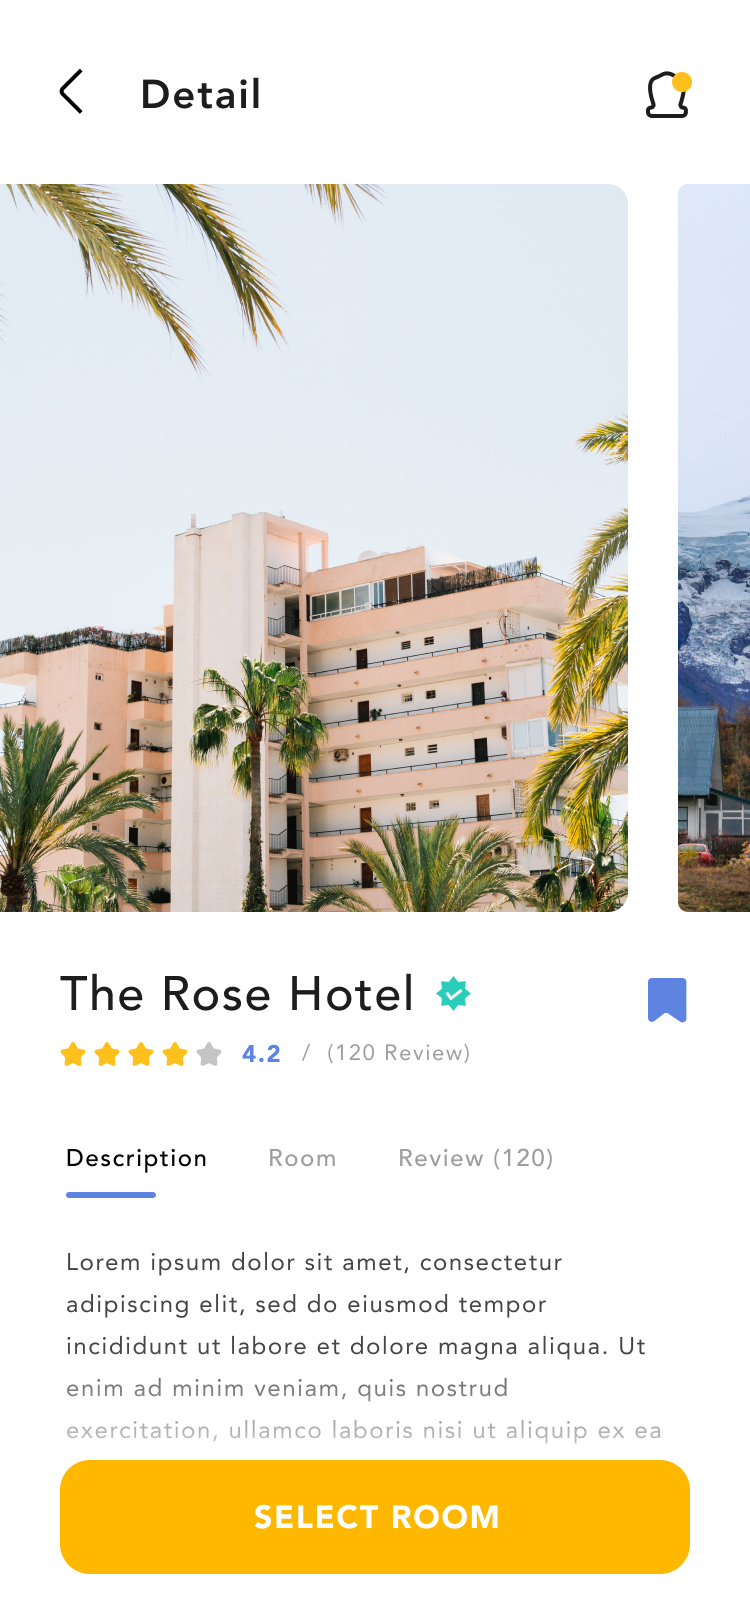 Detail
The Rose Hotel
4.2 / (120 Review)
Description Room Review (120)
Lorem ipsum dolor sit amet, consectetur
adipiscing elit, sed do eiusmod tempor
incididunt ut labore et dolore magna aliqua. Ut
enim ad minim veniam, quis nostrud
exercitation, ullamco laboris nisi ut aliquip ex ea
SELECT ROOM